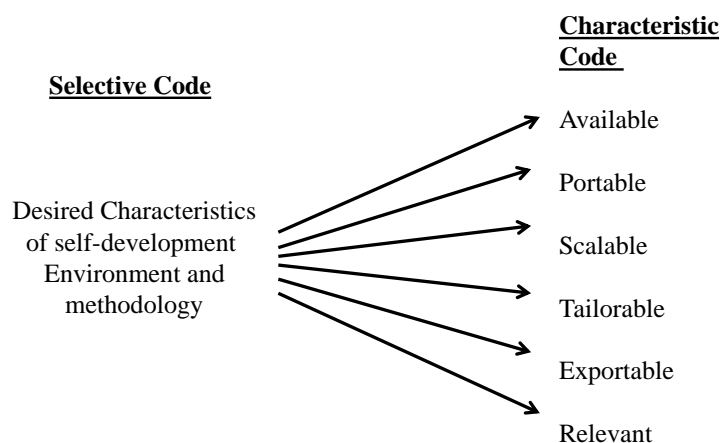 Selective Code
Desired Characteristics
of self-development
Environment and
methodology
Characteristic
Code
Available
Portable
Scalable
Tailorable
Exportable
Relevant